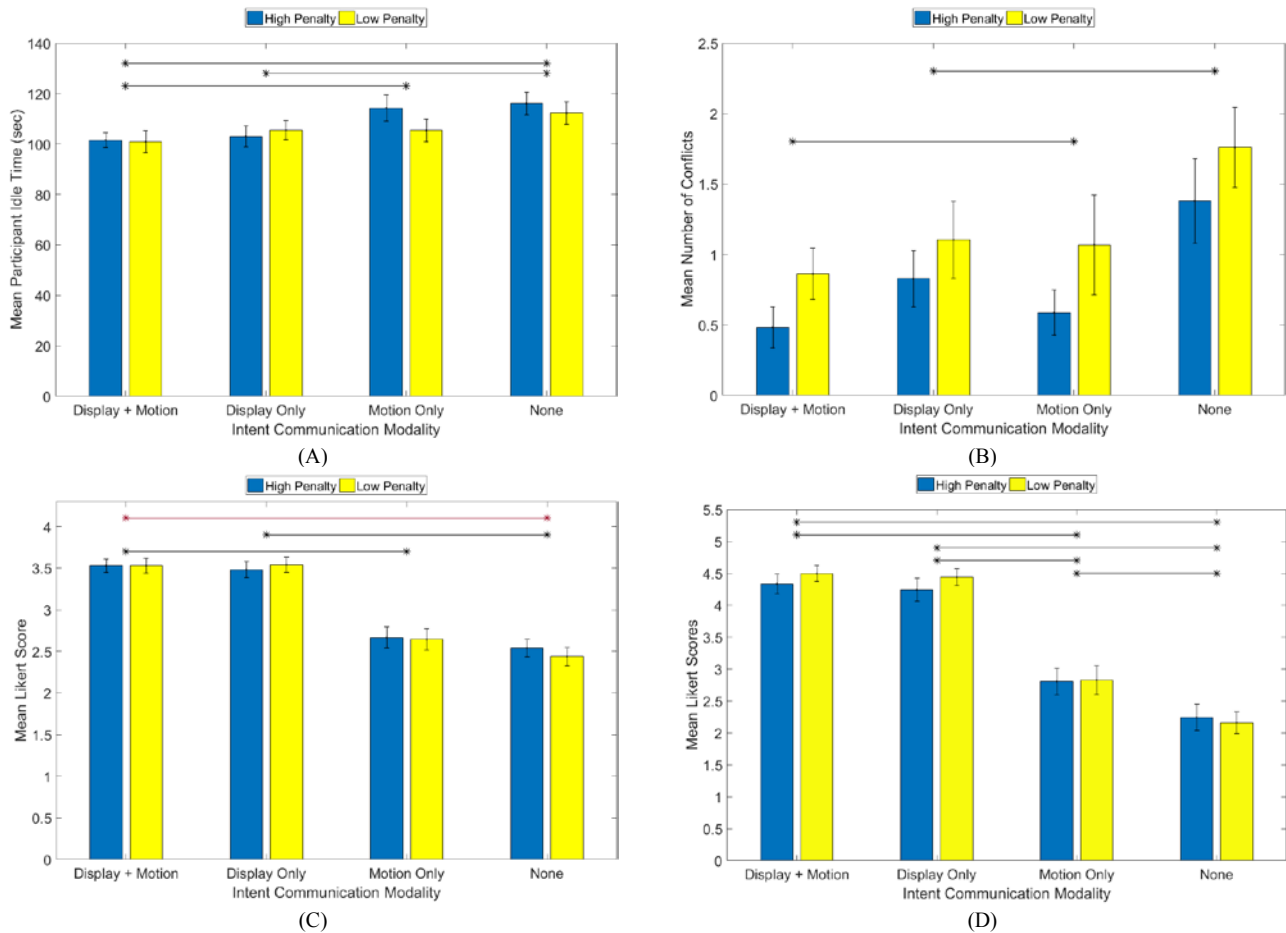 High Penalty Low Penalty
140
120
100
80
60
40
20
0
Mean Participant Idle Time (sec)
Display + Motion Display Only Motion Only None
Intent Communication Modality
(A)
High Penalty Low Penalty
2.5
2
1.5
1
0.5
0
Mean Number of Conflicts
Display + Motion Display Only Motion Only None
Intent Communication Modality
(B)
High Penalty Low Penalty
4
3.5
3
2.5
2
1.5
1
0.5
0
Mean Likert Score
Display + Motion Display Only Motion Only None
Intent Communication Modality
(C)
High Penalty Low Penalty
5.5
5
4.5
4
3.5
3
2.5
2
1.5
1
0.5
0
Mean Likert Scores
Display + Motion Display Only Motion Only None
Intent Communication Modality
(D)